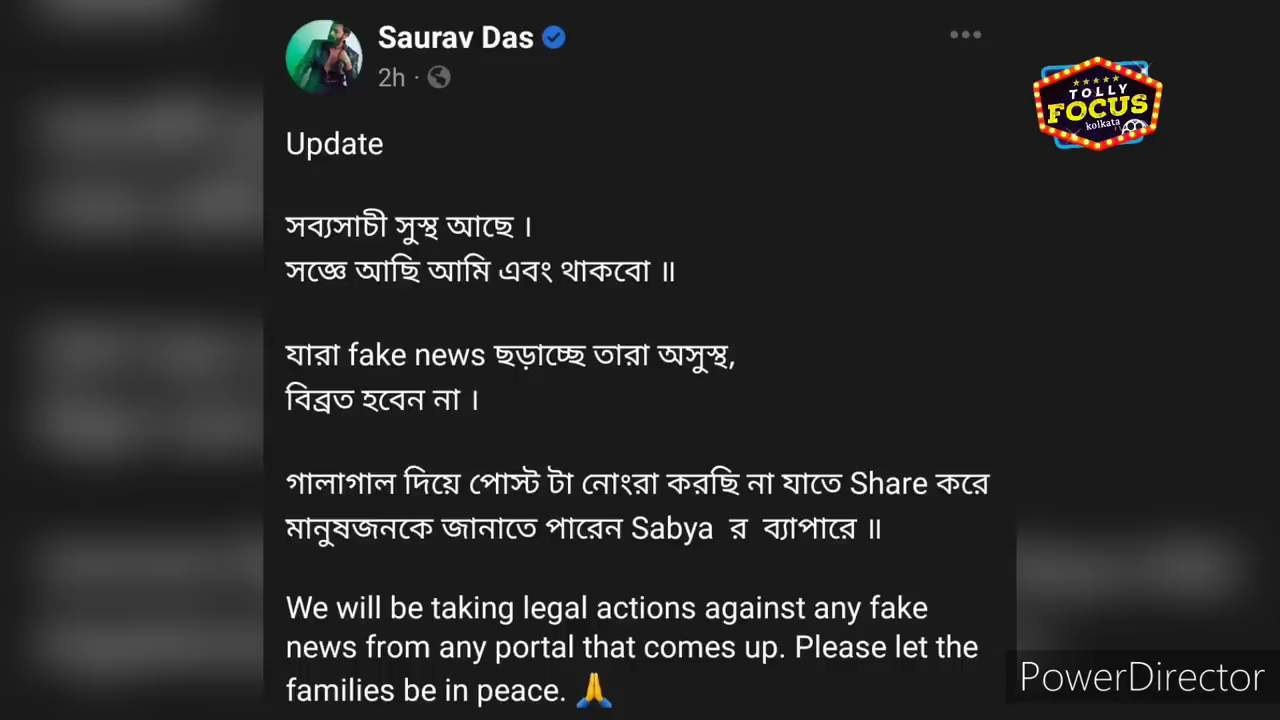 Saurav Das
2h ·
TOLLY
FOCUS
kolkata
Update
সব্যসাচী সুস্থ আছে ।
সজ্ঞে আছি আমি এবং থাকবো ॥
যারা fake news ছড়াচ্ছে তারা অসুস্থ,
বিব্রত হবেন না ।
গালাগাল দিয়ে পোস্ট টা নোংরা করছি না যাতে Share করে
মানুষজনকে জানাতে পারেন Sabya র ব্যাপারে ॥
We will be taking legal actions against any fake
news from any portal that comes up. Please let the
families be in peace. 🙏
PowerDirector